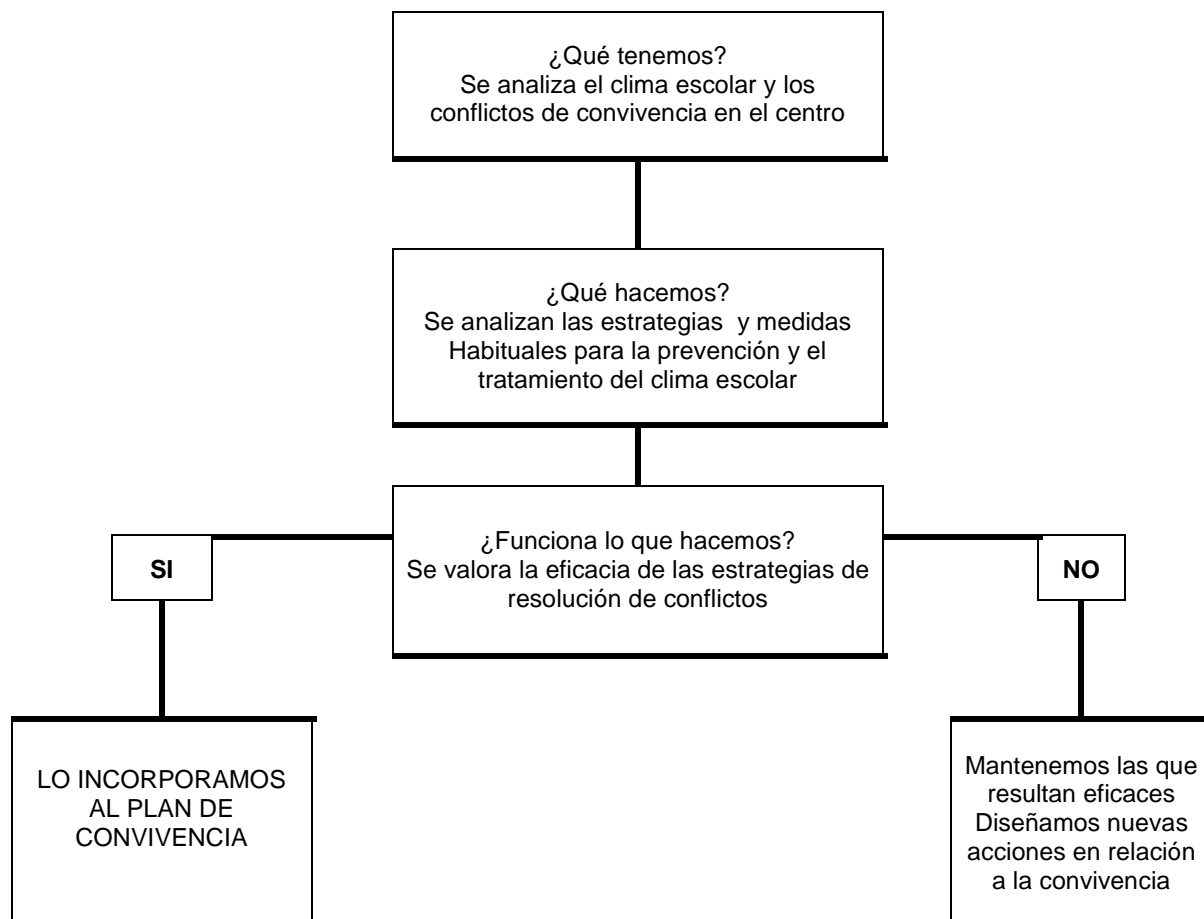 ¿Qué tenemos?
Se analiza el clima escolar y los
conflictos de convivencia en el centro
¿Qué hacemos?
Se analizan las estrategias  y medidas
Habituales para la prevención y el
tratamiento del clima escolar
¿Funciona lo que hacemos?
Se valora la eficacia de las estrategias de
resolución de conflictos
SI
NO
LO INCORPORAMOS
AL PLAN DE
CONVIVENCIA
Mantenemos las que
resultan eficaces
Diseñamos nuevas
acciones en relación
a la convivencia